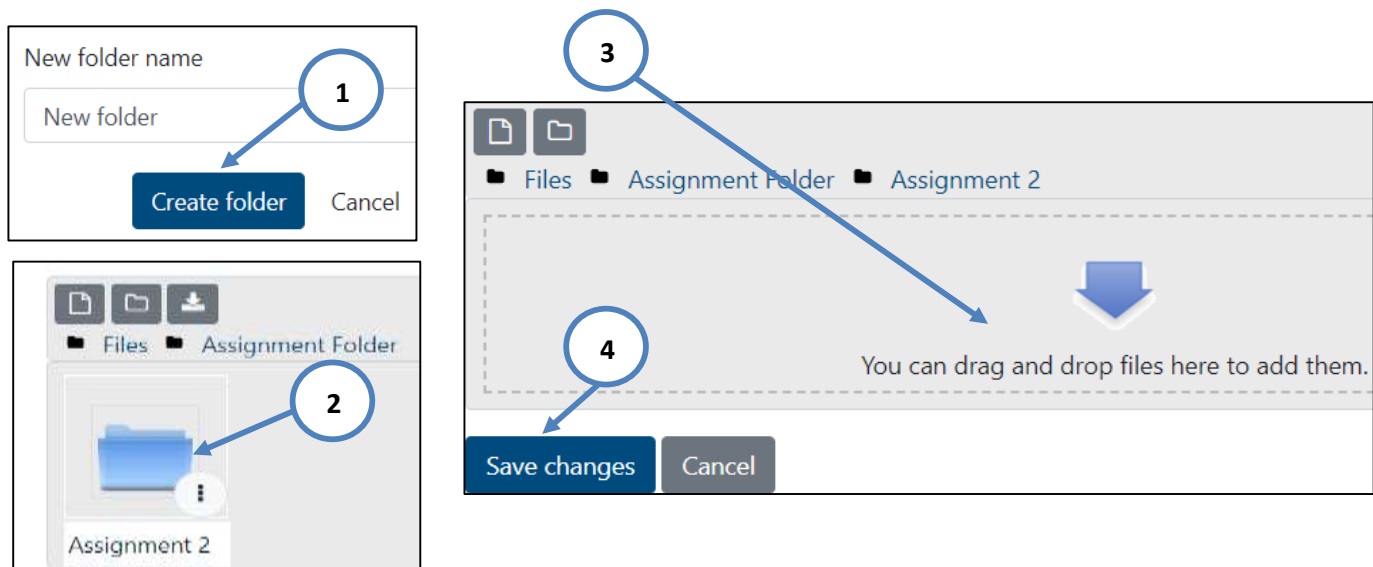 New folder name
New folder
1
Create folder Cancel
Files Assignment Folder
2
Assignment 2
3
Files Assignment Folder Assignment 2
You can drag and drop files here to add them.
4
Save changes Cancel